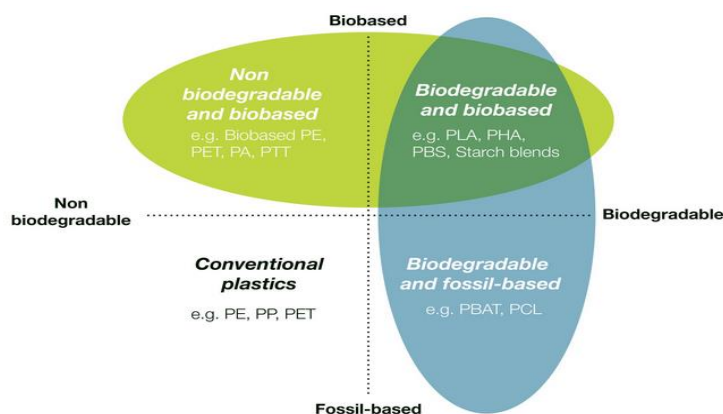 Biobased
Non
biodegradable
and biobased
e.g. Biobased PE,
PET, PA, PTT
Biodegradable
and biobased
e.g. PLA, PHA,
PBS, Starch blends
Non
biodegradable
Biodegradable
Conventional
plastics
e.g. PE, PP, PET
Biodegradable
and fossil-based
e.g. PBAT, PCL
Fossil-based